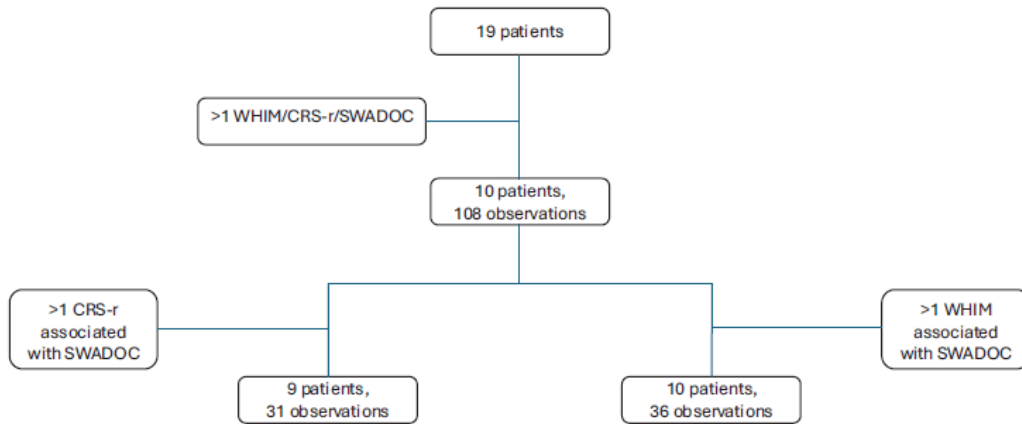 19 patients
>1 WHIM/CRS-r/SWADOC
10 patients,
108 observations
>1 CRS-r
associated
with SWADOC
>1 WHIM
associated
with SWADOC
9 patients,
31 observations
10 patients,
36 observations